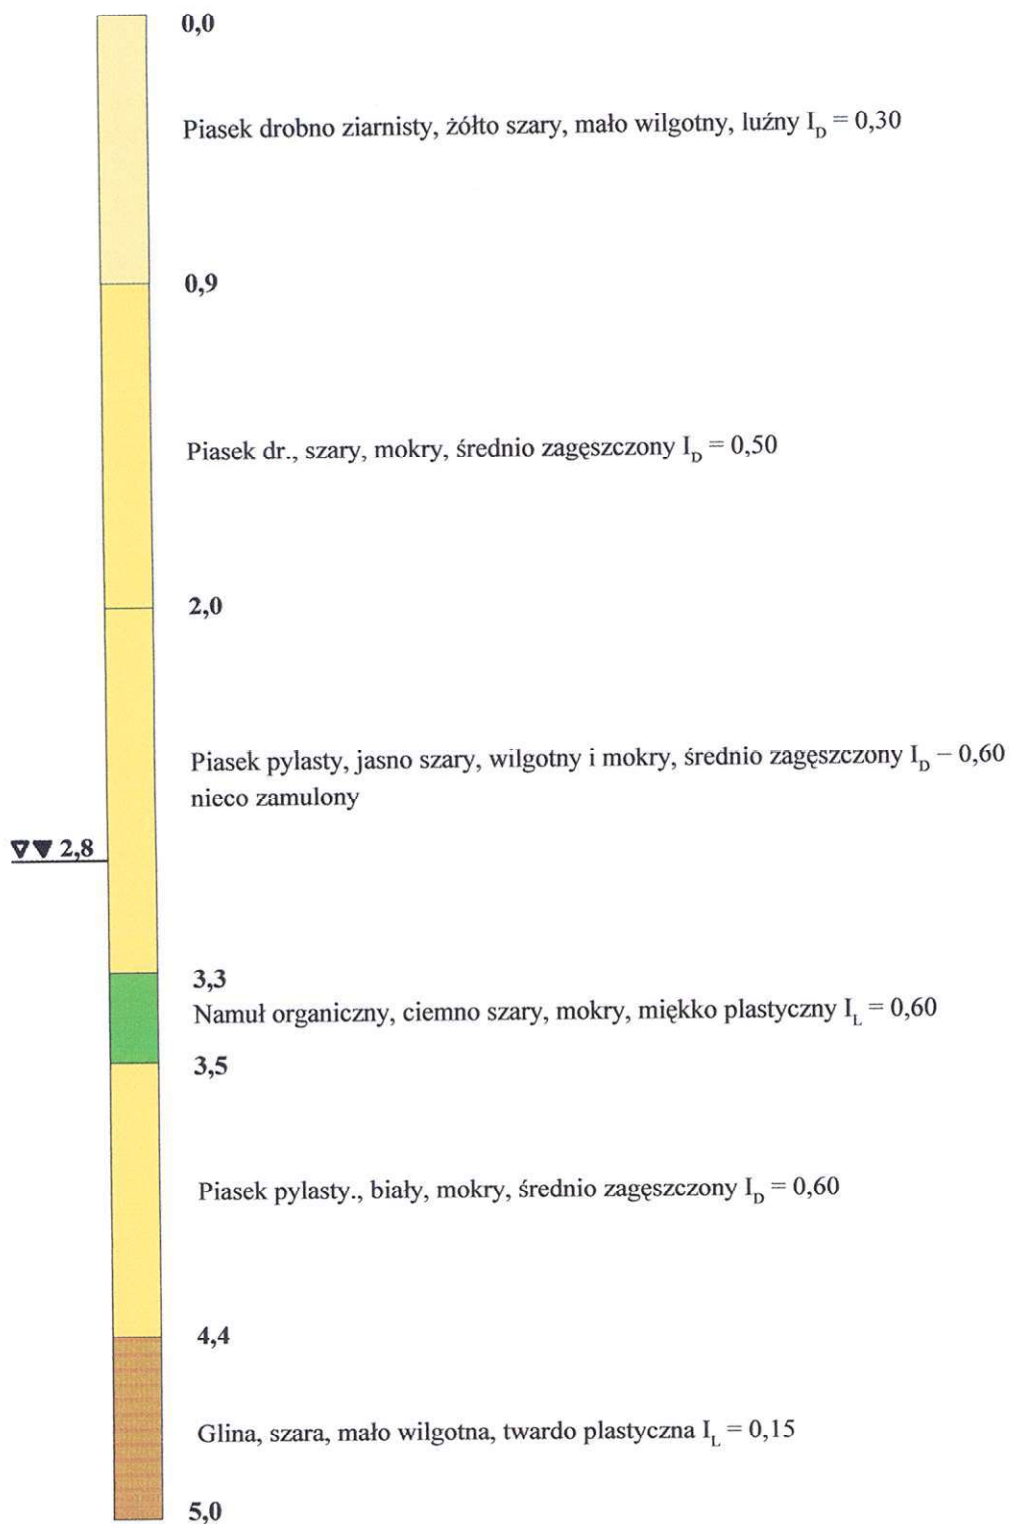 0,0
Piasek drobno ziarnisty, żółto szary, mało wilgotny, luźny I_D = 0,30
0,9
Piasek dr., szary, mokry, średnio zagęszczony I_D = 0,50
2,0
Piasek pylasty, jasno szary, wilgotny i mokry, średnio zagęszczony I_D – 0,60
nieco zamulony
2,8
3,3
Namuł organiczny, ciemno szary, mokry, miękko plastyczny I_L = 0,60
3,5
Piasek pylasty., biały, mokry, średnio zagęszczony I_D = 0,60
4,4
Glina, szara, mało wilgotna, twardo plastyczna I_L = 0,15
5,0